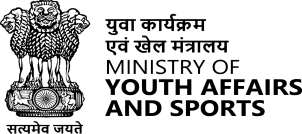 युवा कार्यक्रम
एवं खेल मंत्रालय
MINISTRY OF
YOUTH AFFAIRS
AND SPORTS
सत्यमेव जयते